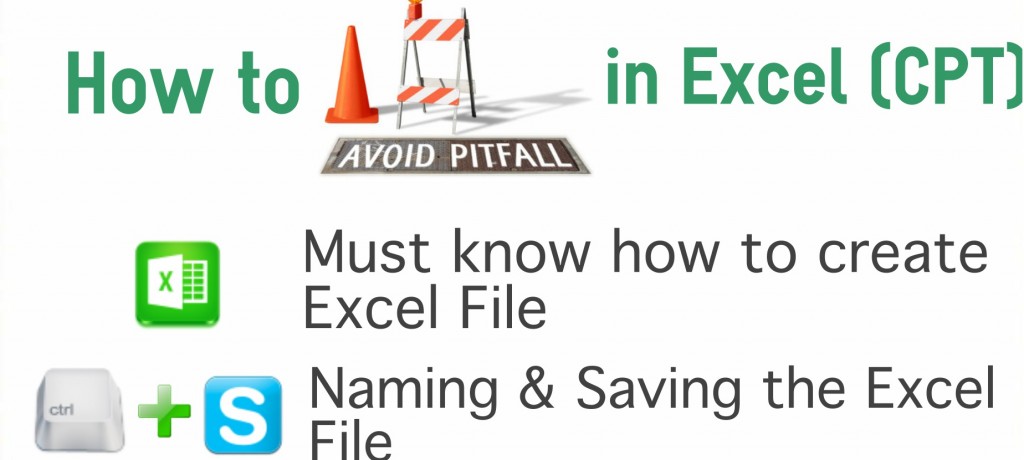 How to in Excel (CPT)
AVOID PITFALL
X
Must know how to create
Excel File
ctrl S
Naming & Saving the Excel
File